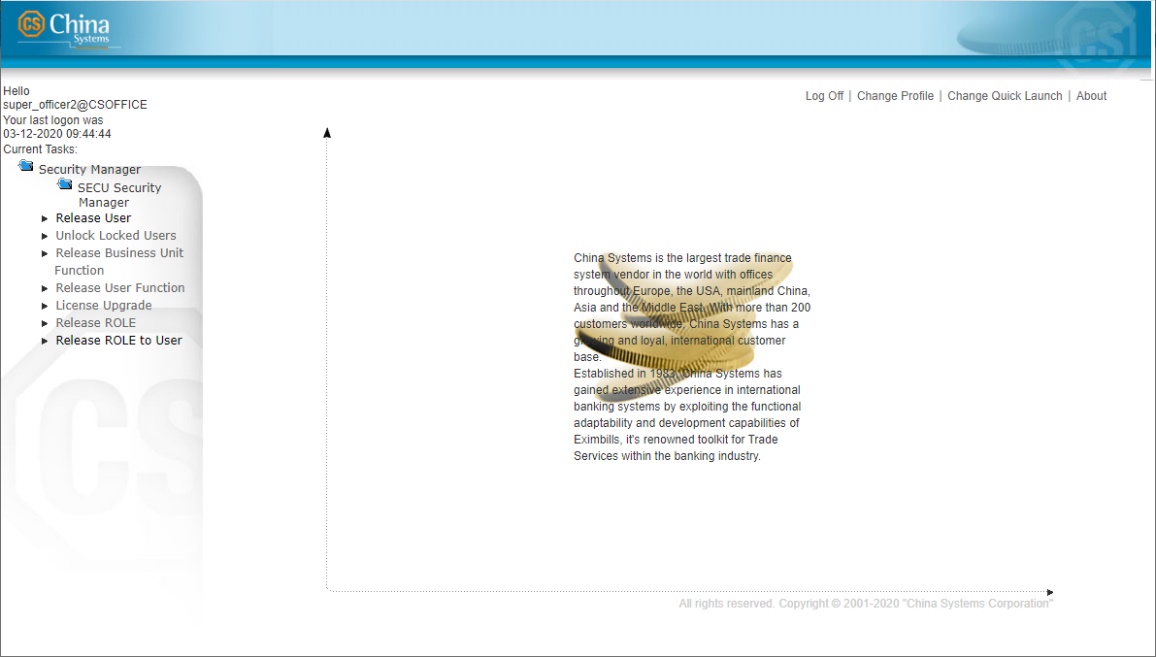 CS China
Systems
CS
Hello
super_officer2@CSOFFICE
Your last logon was
03-12-2020 09:44:44
Current Tasks:
Log Off | Change Profile | Change Quick Launch | About
Security Manager
SECU Security
Manager
Release User
Unlock Locked Users
Release Business Unit
Function
Release User Function
License Upgrade
Release ROLE
Release ROLE to User
CS
China Systems is the largest trade finance
system vendor in the world with offices
throughout Europe, the USA, mainland China,
Asia and the Middle East. With more than 200
customers worldwide, China Systems has a
growing and loyal, international customer
base.
Established in 1983, China Systems has
gained extensive experience in international
banking systems by exploiting the functional
adaptability and development capabilities of
Eximbills, it's renowned toolkit for Trade
Services within the banking industry.
All rights reserved. Copyright © 2001-2020 "China Systems Corporation"